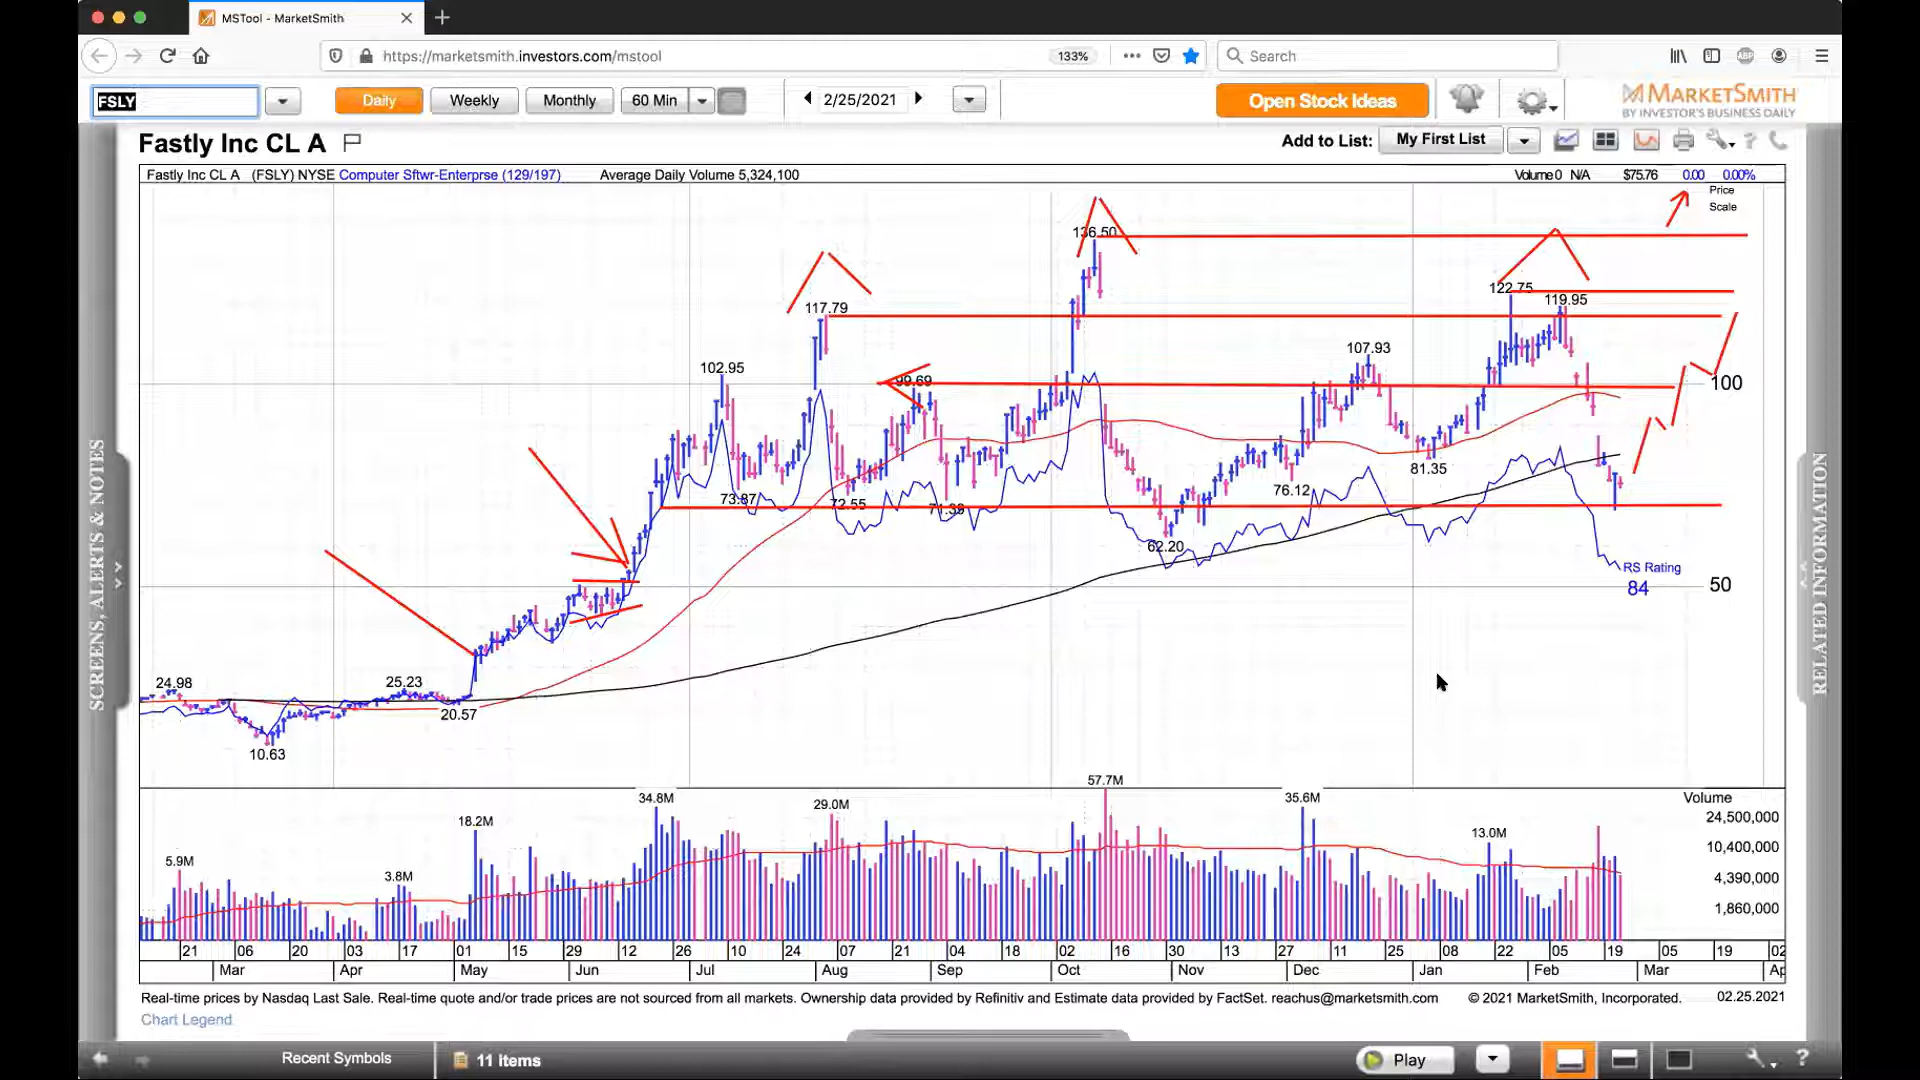 MSTool - MarketSmith
https://marketsmith.investors.com/mstool
133%
Search
FSLY
Daily
Weekly
Monthly
60 Min
2/25/2021
Open Stock Ideas
MARKETSMITH
BY INVESTOR'S BUSINESS DAILY
Fastly Inc CL A
Add to List:
My First List
Fastly Inc CL A (FSLY) NYSE Computer Sftwr-Enterprse (129/197) Average Daily Volume 5,324,100
Volume 0 N/A $75.76 0.00 0.00%
Price
Scale
136.50
122.75
119.95
117.79
107.93
102.95
99.69
100
81.35
76.12
73.87
72.55
71.39
62.20
RS Rating
84
50
24.98
25.23
20.57
10.63
57.7M
34.8M
29.0M
35.6M
Volume
18.2M
13.0M
24,500,000
5.9M
10,400,000
3.8M
4,390,000
1,860,000
21 06 20 03 17 01 15 29 12 26 10 24 07 21 04 18 02 16 30 13 27 11 25 08 22 05 19 05 19 02
Mar Apr May Jun Jul Aug Sep Oct Nov Dec Jan Feb Mar Ap
Real-time prices by Nasdaq Last Sale. Real-time quote and/or trade prices are not sourced from all markets. Ownership data provided by Refinitiv and Estimate data provided by FactSet. reachus@marketsmith.com © 2021 MarketSmith, Incorporated. 02.25.2021
Chart Legend
SCREENS, ALERTS & NOTES
RELATED INFORMATION
Recent Symbols
11 Items
Play